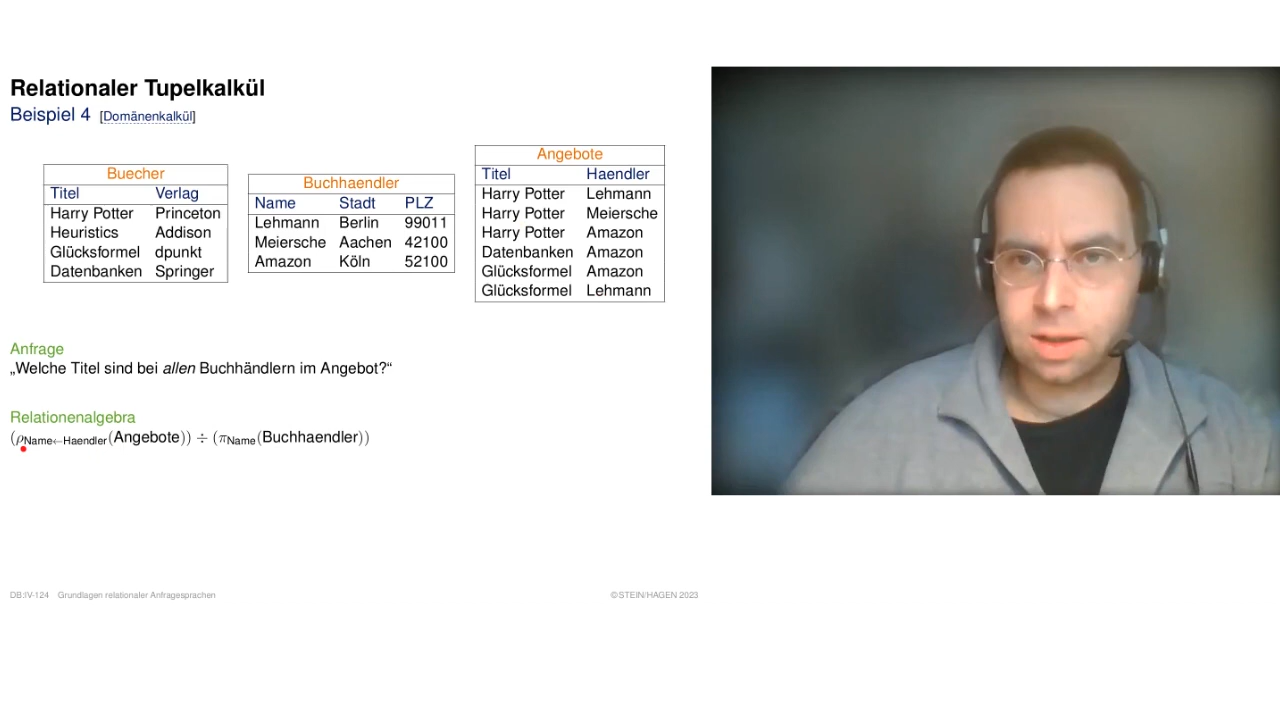 Relationaler Tupelkalkül
Beispiel 4 [Domänenkalkül]
Buecher
Titel Verlag
Harry Potter Princeton
Heuristics Addison
Glücksformel dpunkt
Datenbanken Springer
Buchhaendler
Name Stadt PLZ
Lehmann Berlin 99011
Meiersche Aachen 42100
Amazon Köln 52100
Angebote
Titel Haendler
Harry Potter Lehmann
Harry Potter Meiersche
Harry Potter Amazon
Datenbanken Amazon
Glücksformel Amazon
Glücksformel Lehmann
Anfrage
„Welche Titel sind bei allen Buchhändlern im Angebot?“
Relationenalgebra
(ρName←Haendler(Angebote)) ÷ (πName(Buchhaendler))
DB:IV-124 Grundlagen relationaler Anfragesprachen
©STEIN/HAGEN 2023